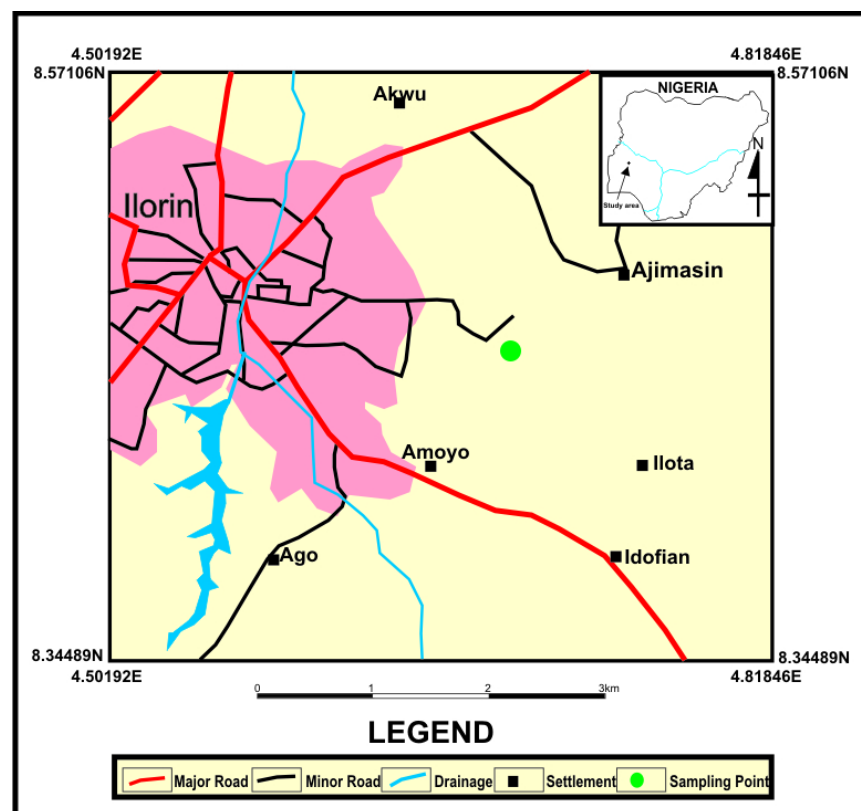 4.50192E 4.81846E
8.57106N 8.57106N
Akwu
NIGERIA
N
Study area
Ilorin
Ajimasin
Amoyo
Ilota
Ago
Idofian
8.34489N 8.34489N
4.50192E 4.81846E
0 1 2 3km
LEGEND
Major Road Minor Road Drainage Settlement Sampling Point